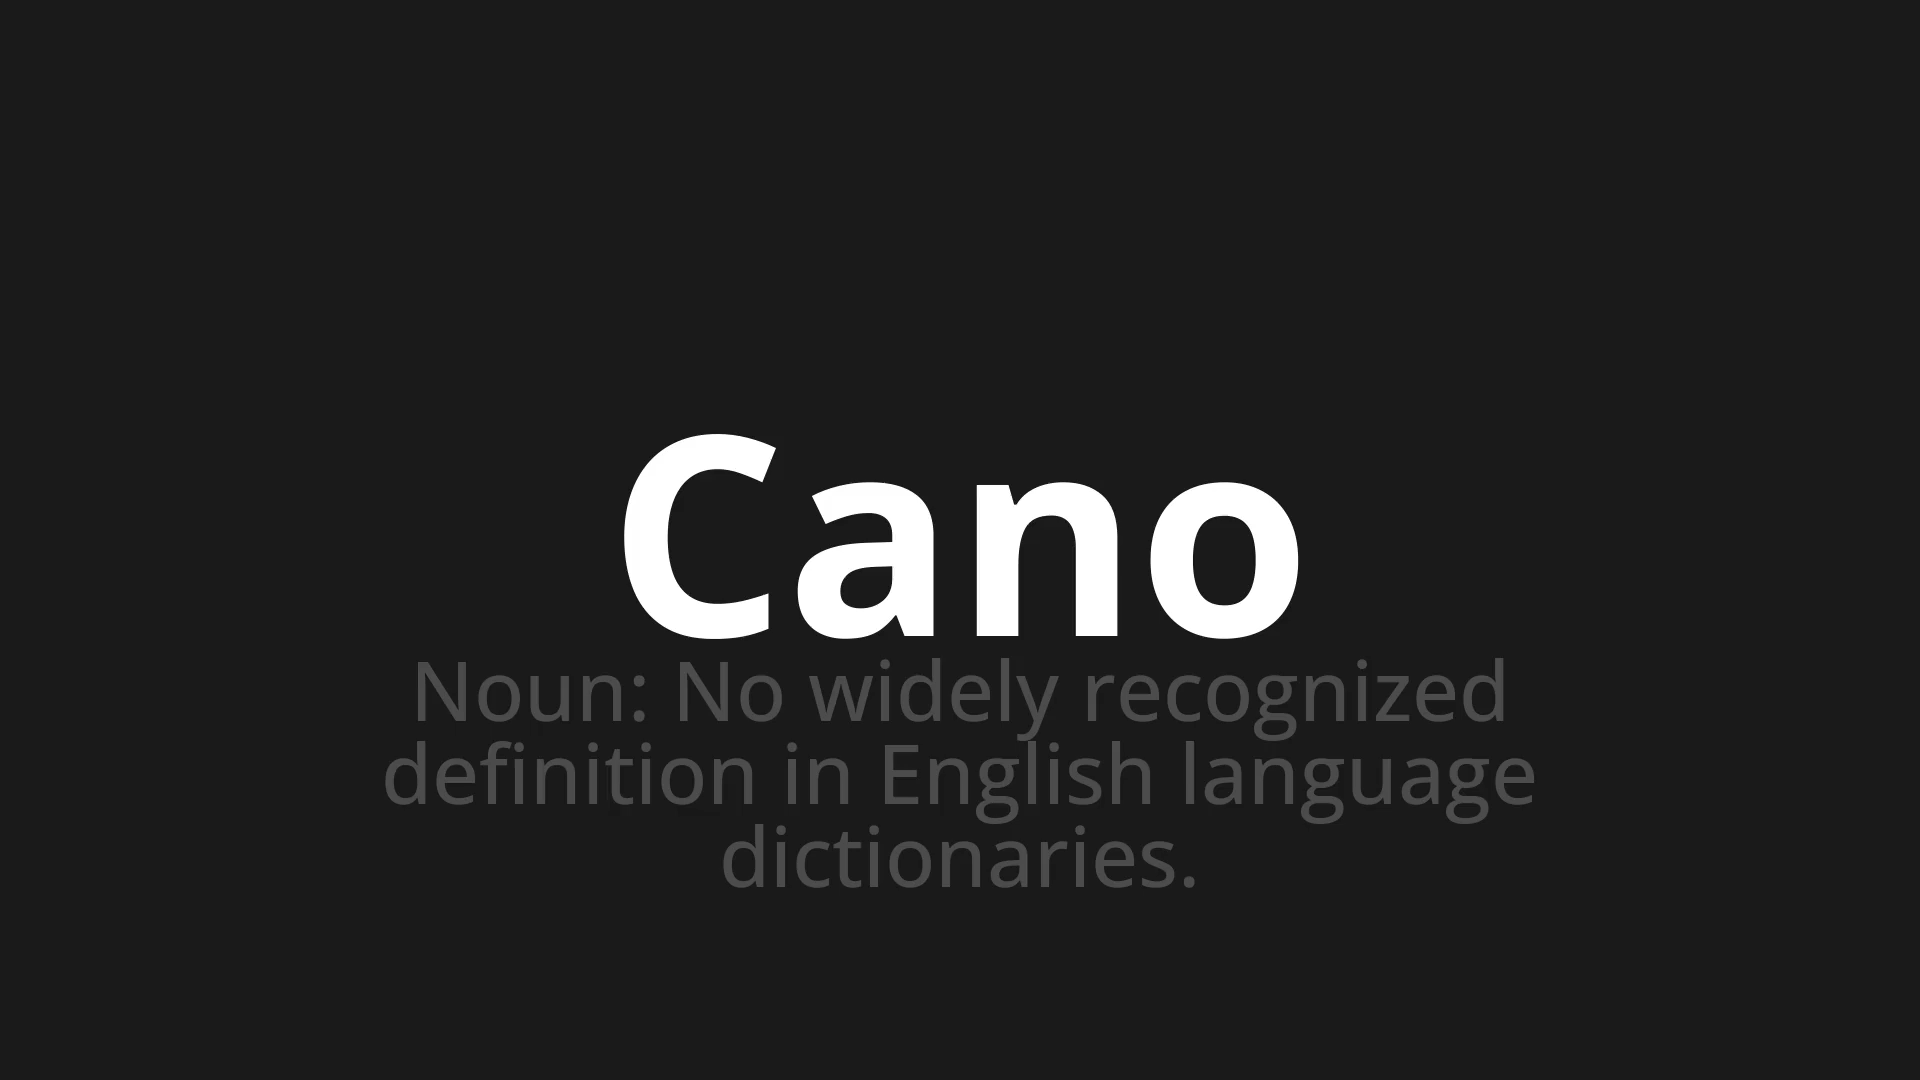 Cano
Noun: No widely recognized
definition in English language
dictionaries.